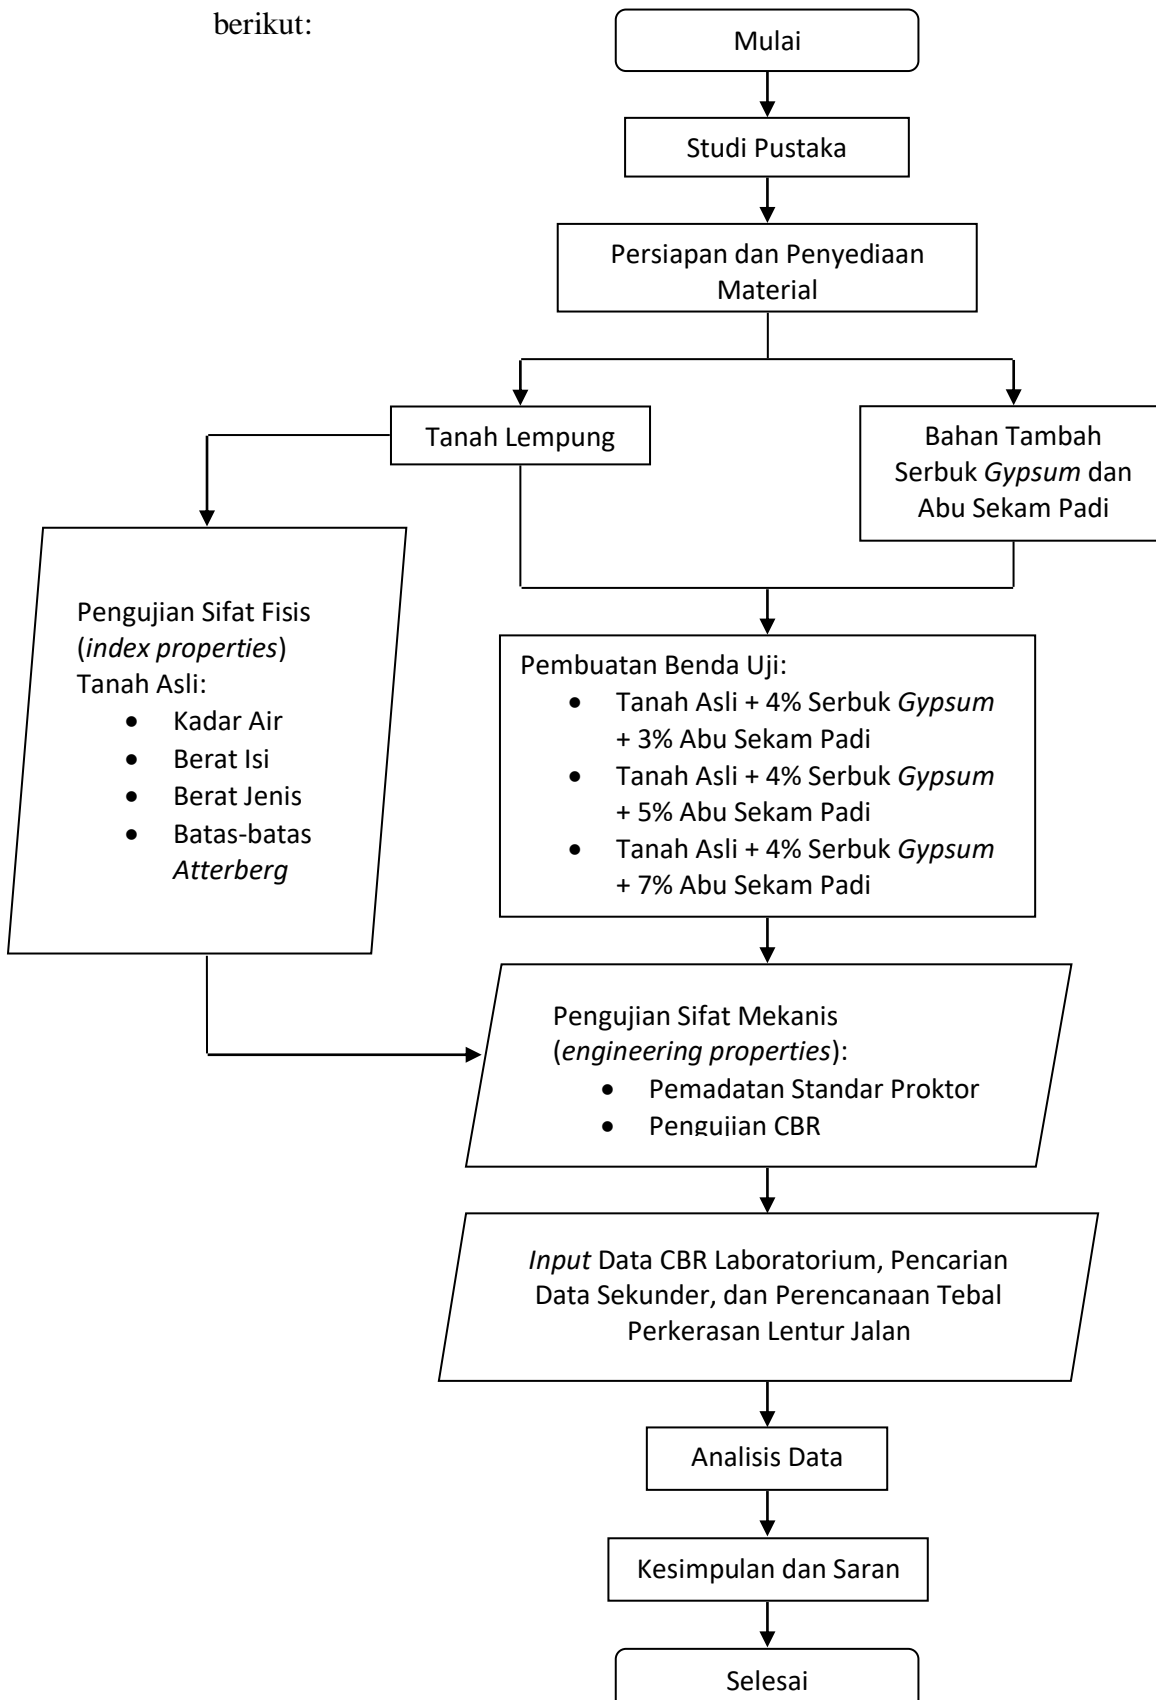 berikut:
Mulai
Studi Pustaka
Persiapan dan Penyediaan
Material
Tanah Lempung
Bahan Tambah
Serbuk Gypsum dan
Abu Sekam Padi
Pengujian Sifat Fisis
(index properties)
Tanah Asli:
• Kadar Air
• Berat Isi
• Berat Jenis
• Batas-batas
Atterberg
Pembuatan Benda Uji:
• Tanah Asli + 4% Serbuk Gypsum
+ 3% Abu Sekam Padi
• Tanah Asli + 4% Serbuk Gypsum
+ 5% Abu Sekam Padi
• Tanah Asli + 4% Serbuk Gypsum
+ 7% Abu Sekam Padi
Pengujian Sifat Mekanis
(engineering properties):
• Pemadatan Standar Proktor
• Pengujian CBR
Input Data CBR Laboratorium, Pencarian
Data Sekunder, dan Perencanaan Tebal
Perkerasan Lentur Jalan
Analisis Data
Kesimpulan dan Saran
Selesai